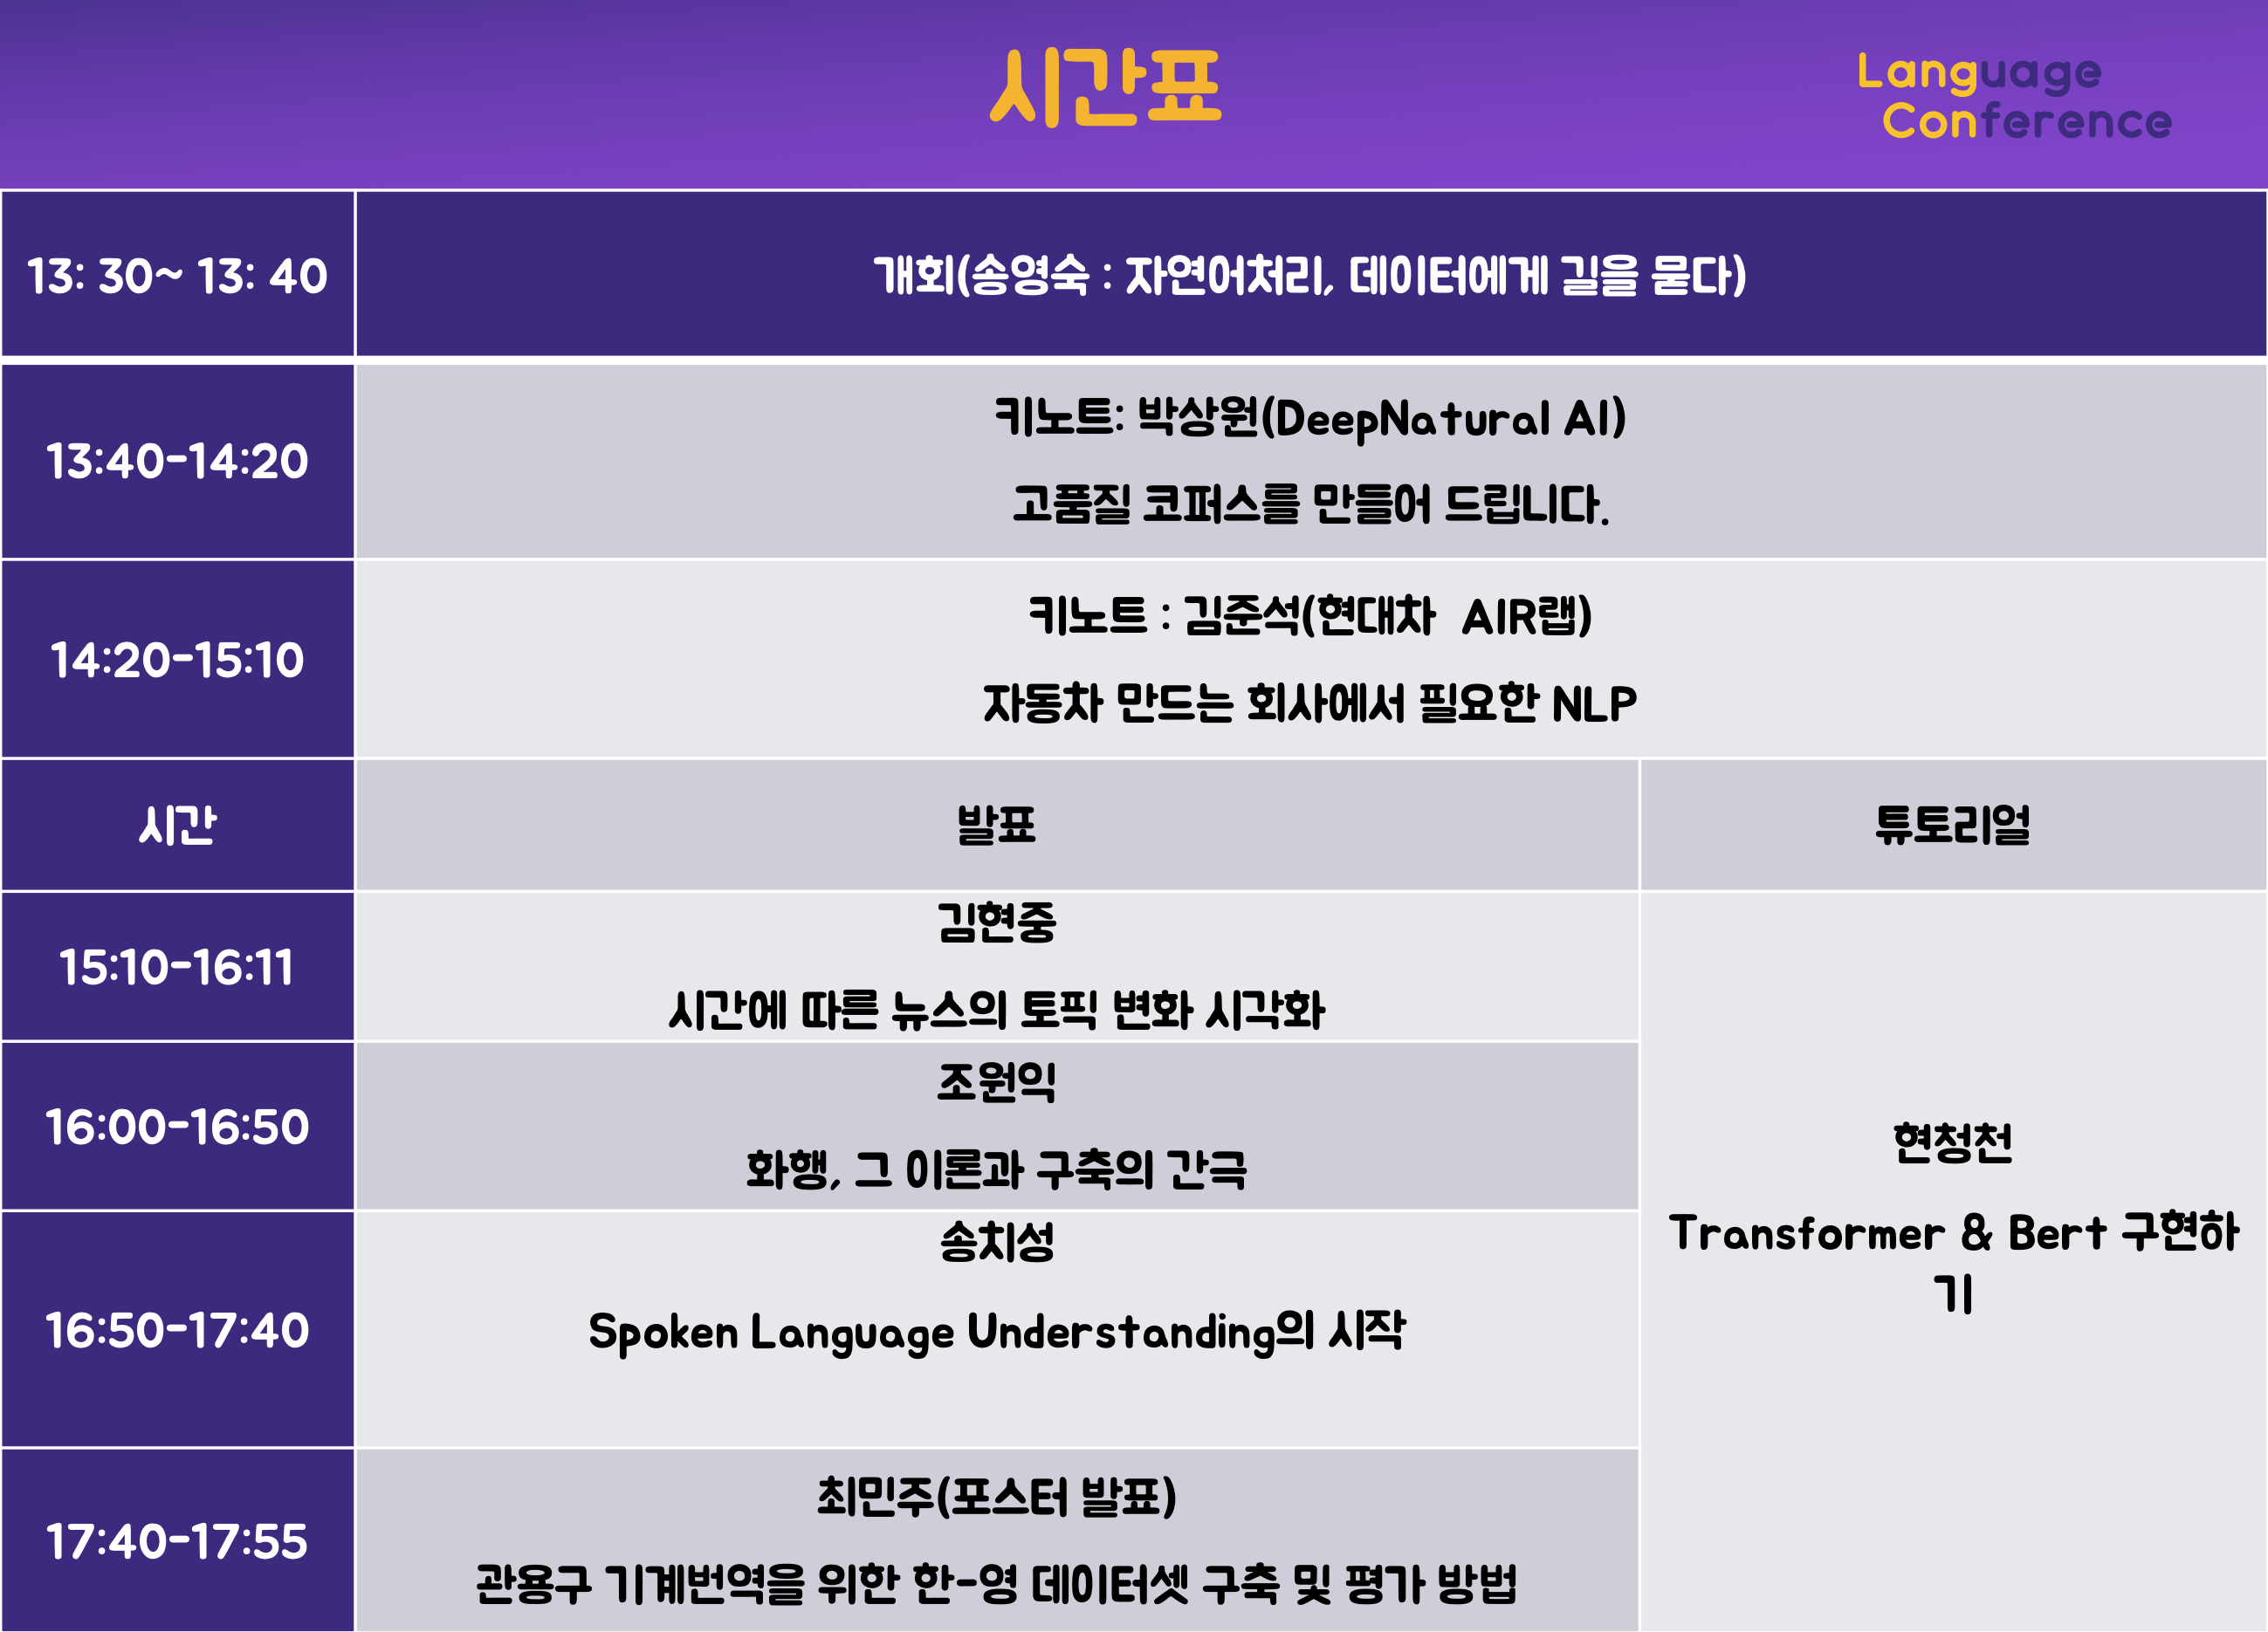 시간표
Language
Conference
13: 30~ 13: 40
개회(송영숙 : 자연어처리, 데이터에게 길을 묻다)
13:40-14:20
키노트: 박상원(DeepNatural AI)
고품질 코퍼스를 만들어 드립니다.
14:20-15:10
키노트 : 김준석(현대차 AIR랩)
자동차 만드는 회사에서 필요한 NLP
시간
발표
튜토리얼
15:10-16:11
김현중
시간에 따른 뉴스의 토픽 변화 시각화
16:00-16:50
조원익
화행, 그 이론과 구축의 간극
16:50-17:40
송치성
Spoken Language Understanding의 시작
17:40-17:55
최민주(포스터 발표)
관용구 기계번역을 위한 한-영 데이터셋 구축 및 평가 방법
현청천
Transformer & Bert 구현하
기